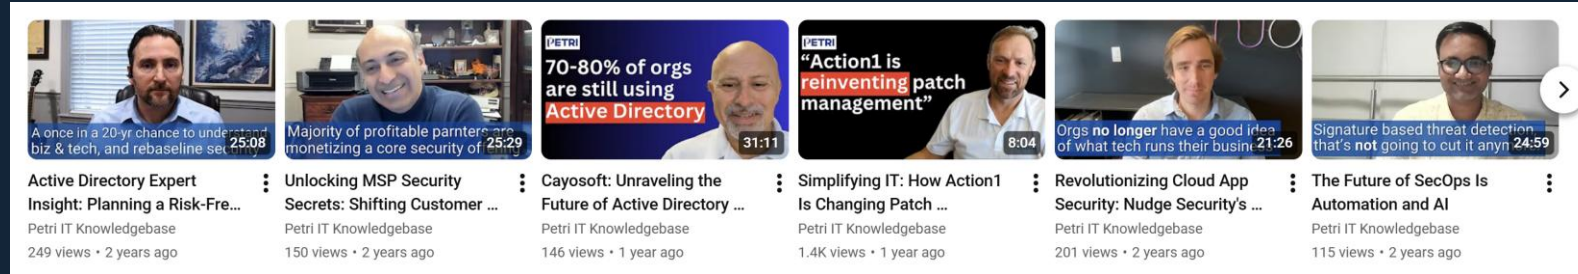 A once in a 20-yr chance to understand
biz & tech, and rebaseline
25:08
Active Directory Expert
Insight: Planning a Risk-Fre...
Petri IT Knowledgebase
249 views • 2 years ago
Majority of profitable parnters are
monetizing a core security
25:29
Unlocking MSP Security
Secrets: Shifting Customer ...
Petri IT Knowledgebase
150 views • 2 years ago
PETRI
70-80% of orgs
are still using
Active Directory
31:11
Cayosoft: Unraveling the
Future of Active Directory ...
Petri IT Knowledgebase
146 views • 1 year ago
PETRI
“Action1 is
reinventing patch
management”
8:04
Simplifying IT: How Action1
Is Changing Patch ...
Petri IT Knowledgebase
1.4K views • 1 year ago
Orgs no longer have a good idea
of what tech runs their
21:26
Revolutionizing Cloud App
Security: Nudge Security's ...
Petri IT Knowledgebase
201 views • 2 years ago
Signature based threat detection
that's not going to cut it
24:59
The Future of SecOps Is
Automation and AI
Petri IT Knowledgebase
115 views • 2 years ago